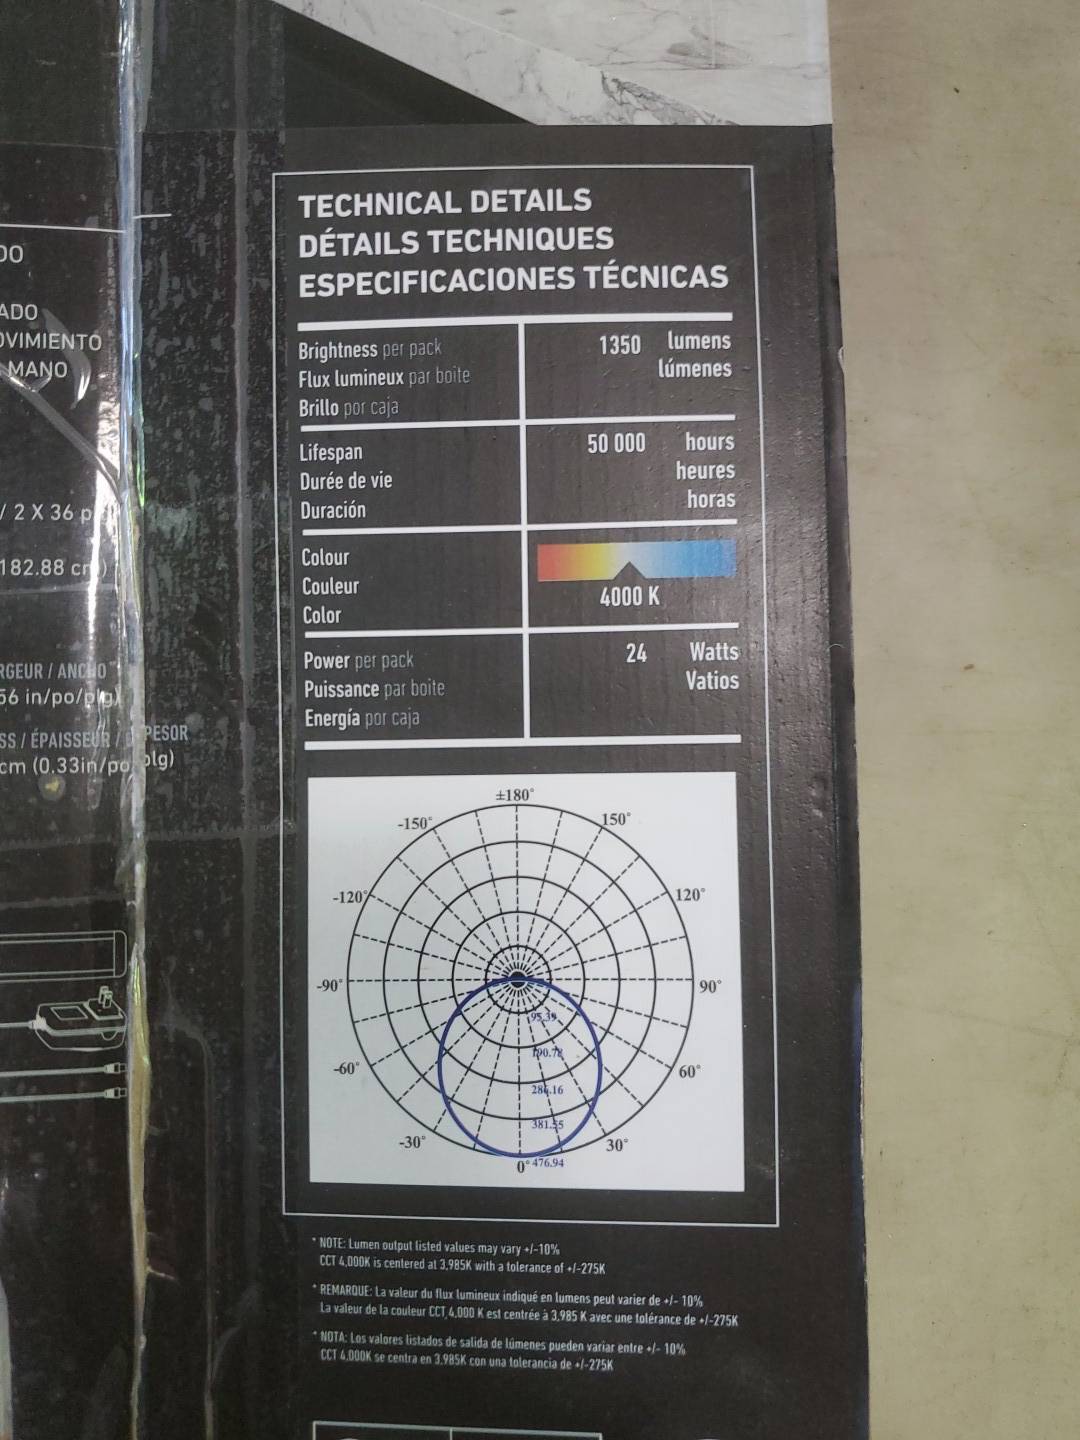 TECHNICAL DETAILS
DÉTAILS TECHNIQUES
ESPECIFICACIONES TÉCNICAS
Brightness per pack
Flux lumineux par boite
Brillo por caja
1350 lumens
lúmenes
Lifespan
Durée de vie
Duración
50 000 hours
heures
horas
Colour
Couleur
Color
4000 K
Power per pack
Puissance par boite
Energía por caja
24 Watts
Vatios
±180°
-150° 150°
-120° 120°
-90° 90°
95.39
190.78
-60° 60°
286.16
381.55
-30° 30°
0° 476.94
* NOTE: Lumen output listed values may vary +/-10%
CCT 4,000K is centered at 3,985K with a tolerance of +/-275K
* REMARQUE: La valeur du flux lumineux indiqué en lumens peut varier de +/- 10%
La valeur de la couleur CCT 4,000 K est centrée à 3,985 K avec une tolérance de +/-275K
* NOTA: Los valores listados de salida de lúmenes pueden variar entre +/- 10%
CCT 4,000K se centra en 3,985K con una tolerancia de +/-275K
DO
ADO
OVIMIENTO
MANO
/ 2 X 36 p
182.88 cm)
RGEUR / ANCHO
56 in/po/plg)
SS / ÉPAISSEUR / ESPESOR
cm (0.33in/po/plg)